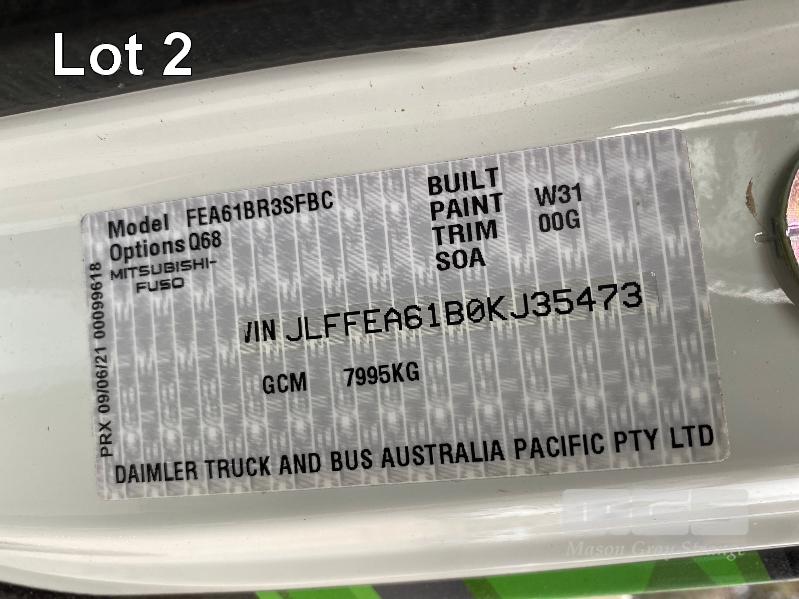 Lot 2
Model FEA61BR3SFBC
Options Q68
MITSUBISHI-
FUSO
BUILT
PAINT W31
TRIM 00G
SOA
VIN JLFFEA61B0KJ35473
GCM 7995KG
DAIMLER TRUCK AND BUS AUSTRALIA PACIFIC PTY LTD
PRX 09/06/21 00099618
Mason Gray Strange